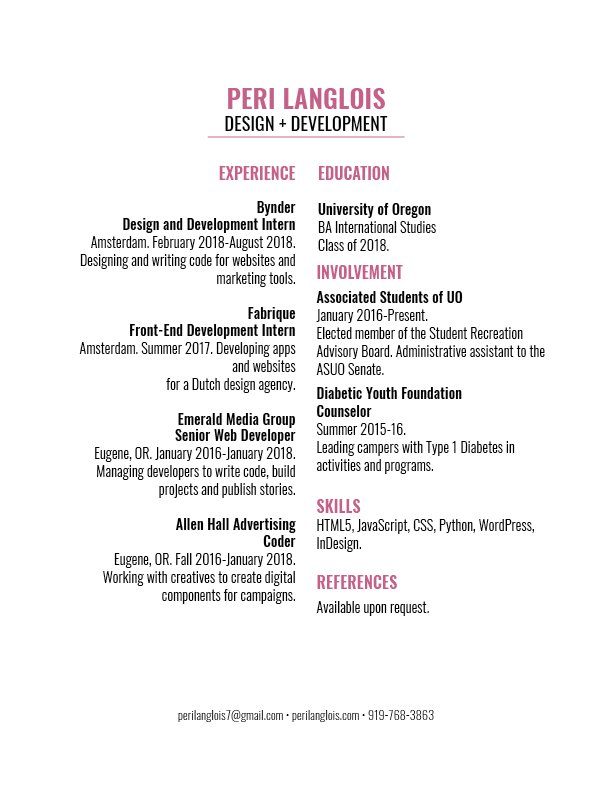 PERI LANGLOIS
DESIGN + DEVELOPMENT
EXPERIENCE
Bynder
Design and Development Intern
Amsterdam. February 2018-August 2018.
Designing and writing code for websites and
marketing tools.
Fabrique
Front-End Development Intern
Amsterdam. Summer 2017. Developing apps
and websites
for a Dutch design agency.
Emerald Media Group
Senior Web Developer
Eugene, OR. January 2016-January 2018.
Managing developers to write code, build
projects and publish stories.
Allen Hall Advertising
Coder
Eugene, OR. Fall 2016-January 2018.
Working with creatives to create digital
components for campaigns.
EDUCATION
University of Oregon
BA International Studies
Class of 2018.
INVOLVEMENT
Associated Students of UO
January 2016-Present.
Elected member of the Student Recreation
Advisory Board. Administrative assistant to the
ASUO Senate.
Diabetic Youth Foundation
Counselor
Summer 2015-16.
Leading campers with Type 1 Diabetes in
activities and programs.
SKILLS
HTML5, JavaScript, CSS, Python, WordPress,
InDesign.
REFERENCES
Available upon request.
perilanglois7@gmail.com • perilanglois.com • 919-768-3863